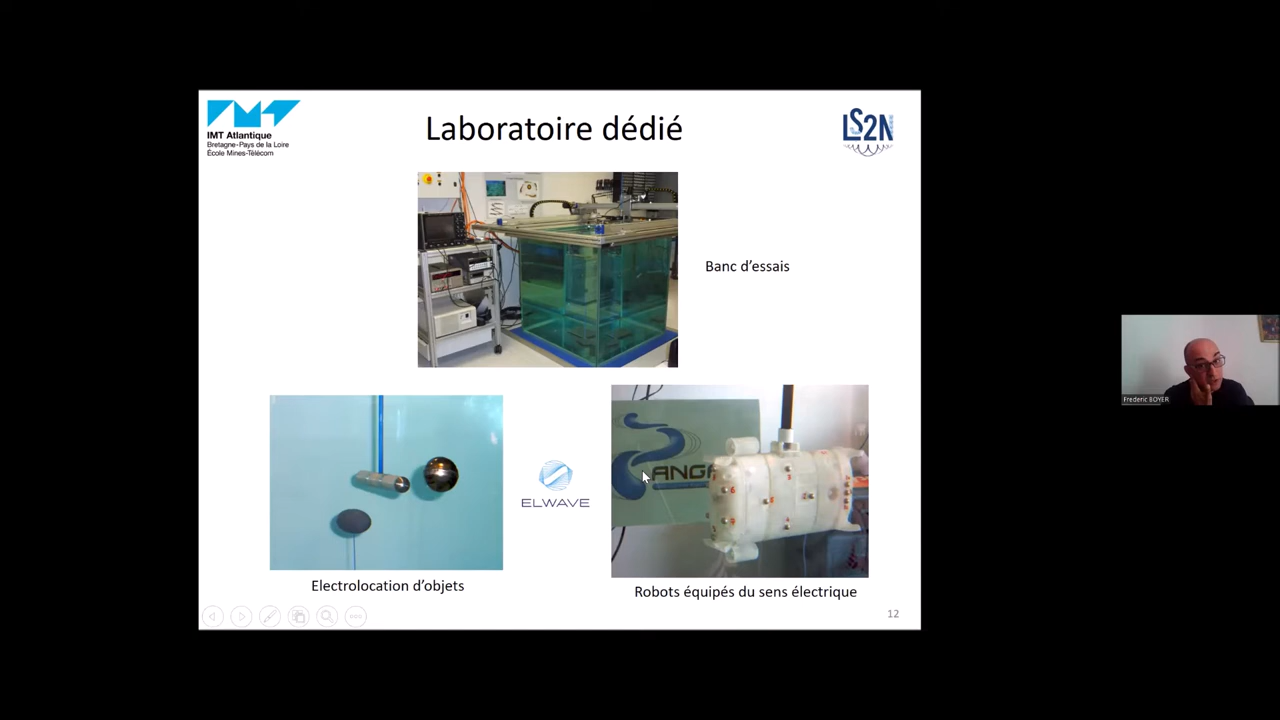 IMT Atlantique
Bretagne-Pays de la Loire
École Mines-Télécom
Laboratoire dédié
LS2N
Banc d'essais
ELWAVE
ANG
Electrolocation d'objets
Robots équipés du sens électrique
12
Frederic BOYER